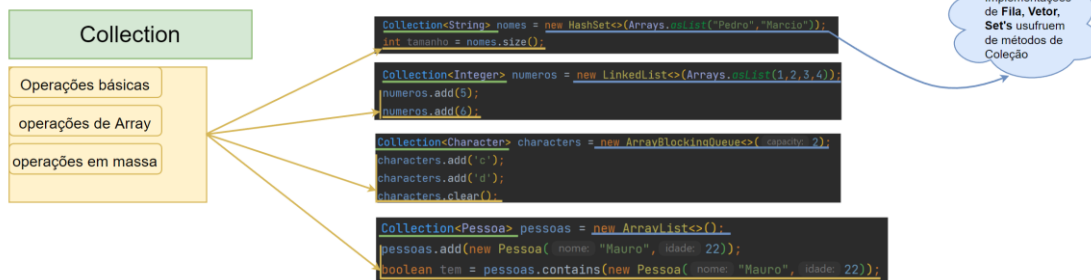 Collection
Operações básicas
operações de Array
operações em massa
Collection<String> nomes = new HashSet<>(Arrays.asList("Pedro","Marcio"));
int tamanho = nomes.size();
Collection<Integer> numeros = new LinkedList<>(Arrays.asList(1,2,3,4));
numeros.add(5);
numeros.add(6);
Collection<Character> characters = new ArrayBlockingQueue<>( capacity: 2);
characters.add('c');
characters.add('d');
characters.clear();
Collection<Pessoa> pessoas = new ArrayList<>();
pessoas.add(new Pessoa( nome: "Mauro", idade: 22));
boolean tem = pessoas.contains(new Pessoa( nome: "Mauro", idade: 22));
implementações
de Fila, Vetor,
Set's usufruem
de métodos de
Coleção